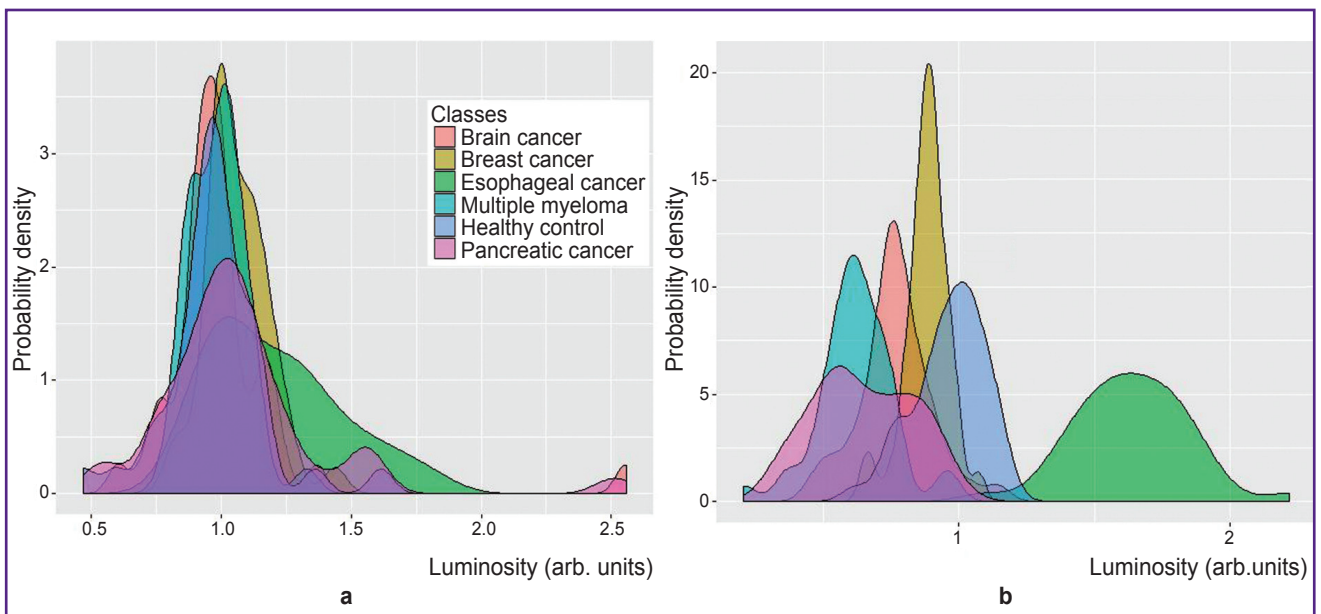 Probability density
3
2
1
0
0.5
1.0
1.5
2.0
2.5
Luminosity (arb. units)
a
Classes
Brain cancer
Breast cancer
Esophageal cancer
Multiple myeloma
Healthy control
Pancreatic cancer
Probability density
20
15
10
5
0
1
2
Luminosity (arb.units)
b